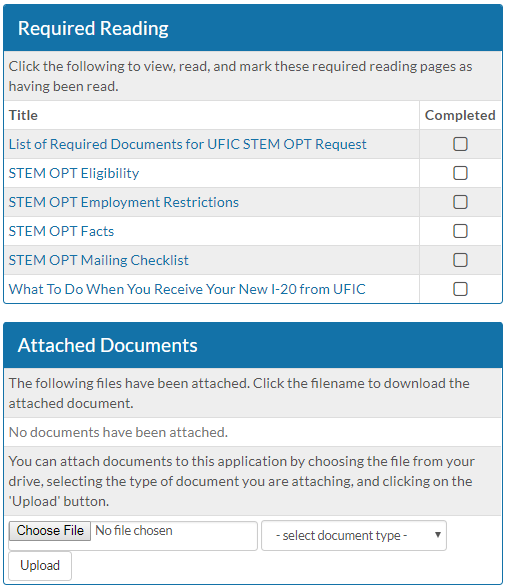 Required Reading
Click the following to view, read, and mark these required reading pages as
having been read.
Title Completed
List of Required Documents for UFIC STEM OPT Request
STEM OPT Eligibility
STEM OPT Employment Restrictions
STEM OPT Facts
STEM OPT Mailing Checklist
What To Do When You Receive Your New I-20 from UFIC
Attached Documents
The following files have been attached. Click the filename to download the
attached document.
No documents have been attached.
You can attach documents to this application by choosing the file from your
drive, selecting the type of document you are attaching, and clicking on the
'Upload' button.
Choose File No file chosen - select document type -
Upload